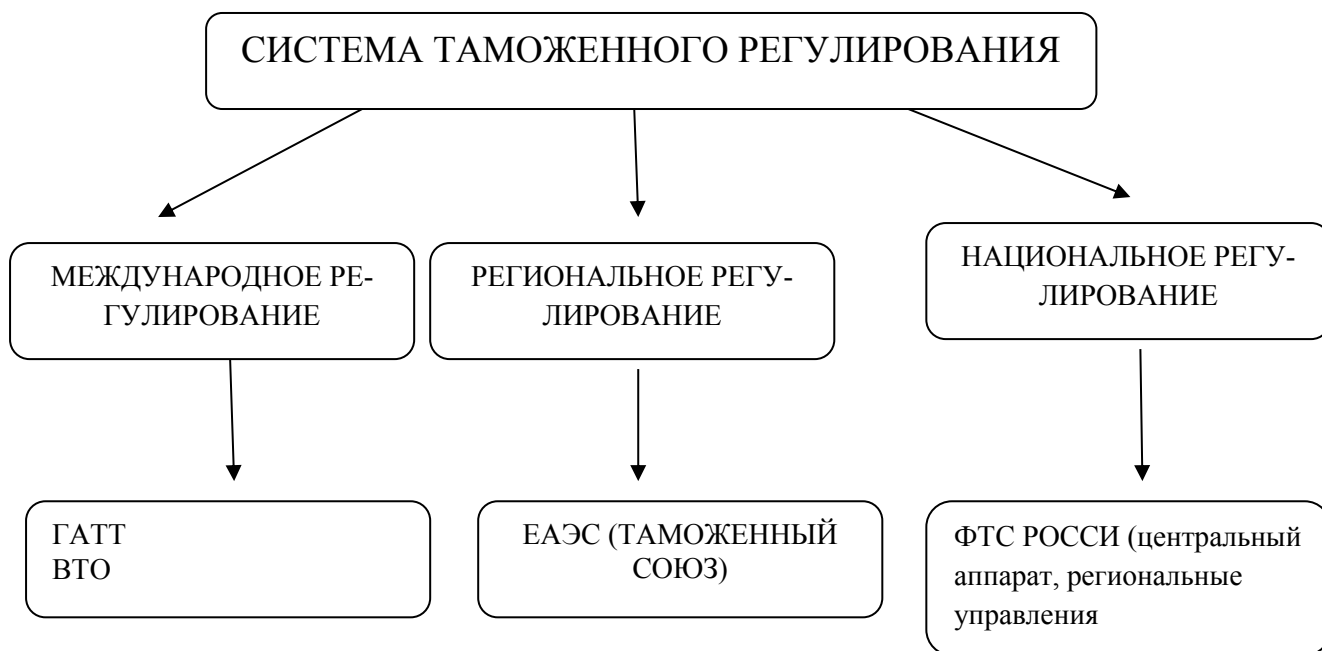 СИСТЕМА ТАМОЖЕННОГО РЕГУЛИРОВАНИЯ
МЕЖДУНАРОДНОЕ РЕ-
ГУЛИРОВАНИЕ
РЕГИОНАЛЬНОЕ РЕГУ-
ЛИРОВАНИЕ
НАЦИОНАЛЬНОЕ РЕГУ-
ЛИРОВАНИЕ
ГАТТ
ВТО
ЕАЭС (ТАМОЖЕННЫЙ
СОЮЗ)
ФТС РОССИ (центральный
аппарат, региональные
управления